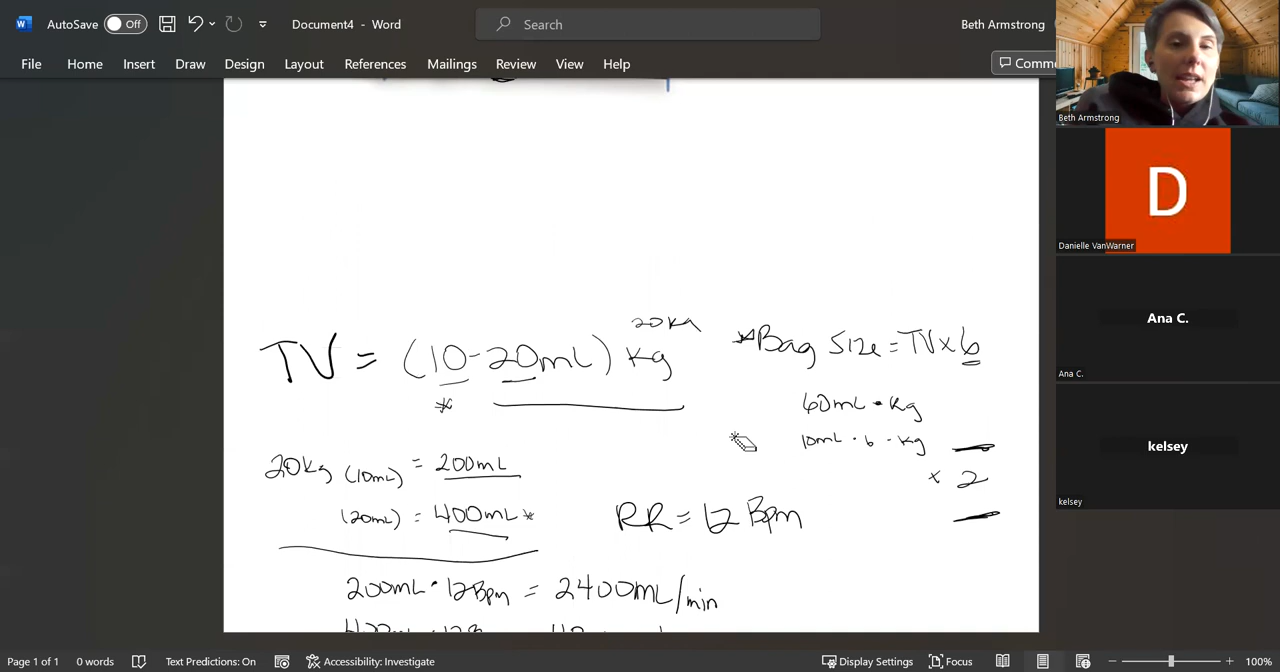 AutoSave Off Document4 - Word Search Beth Armstrong
File Home Insert Draw Design Layout References Mailings Review View Help Comm
Beth Armstrong
D
Danielle VanWarner
Ana C.
Ana C.
kelsey
kelsey
20kg
TV = (10-20mL) kg
*
*Bag Size = TV x 6
60mL • kg
10mL • 6 • kg
x 2
20kg (10mL) = 200mL
(20mL) = 400mL *
RR = 12 Bpm
200mL • 12Bpm = 2400mL/min
Page 1 of 1 0 words Text Predictions: On Accessibility: Investigate Display Settings Focus 100%